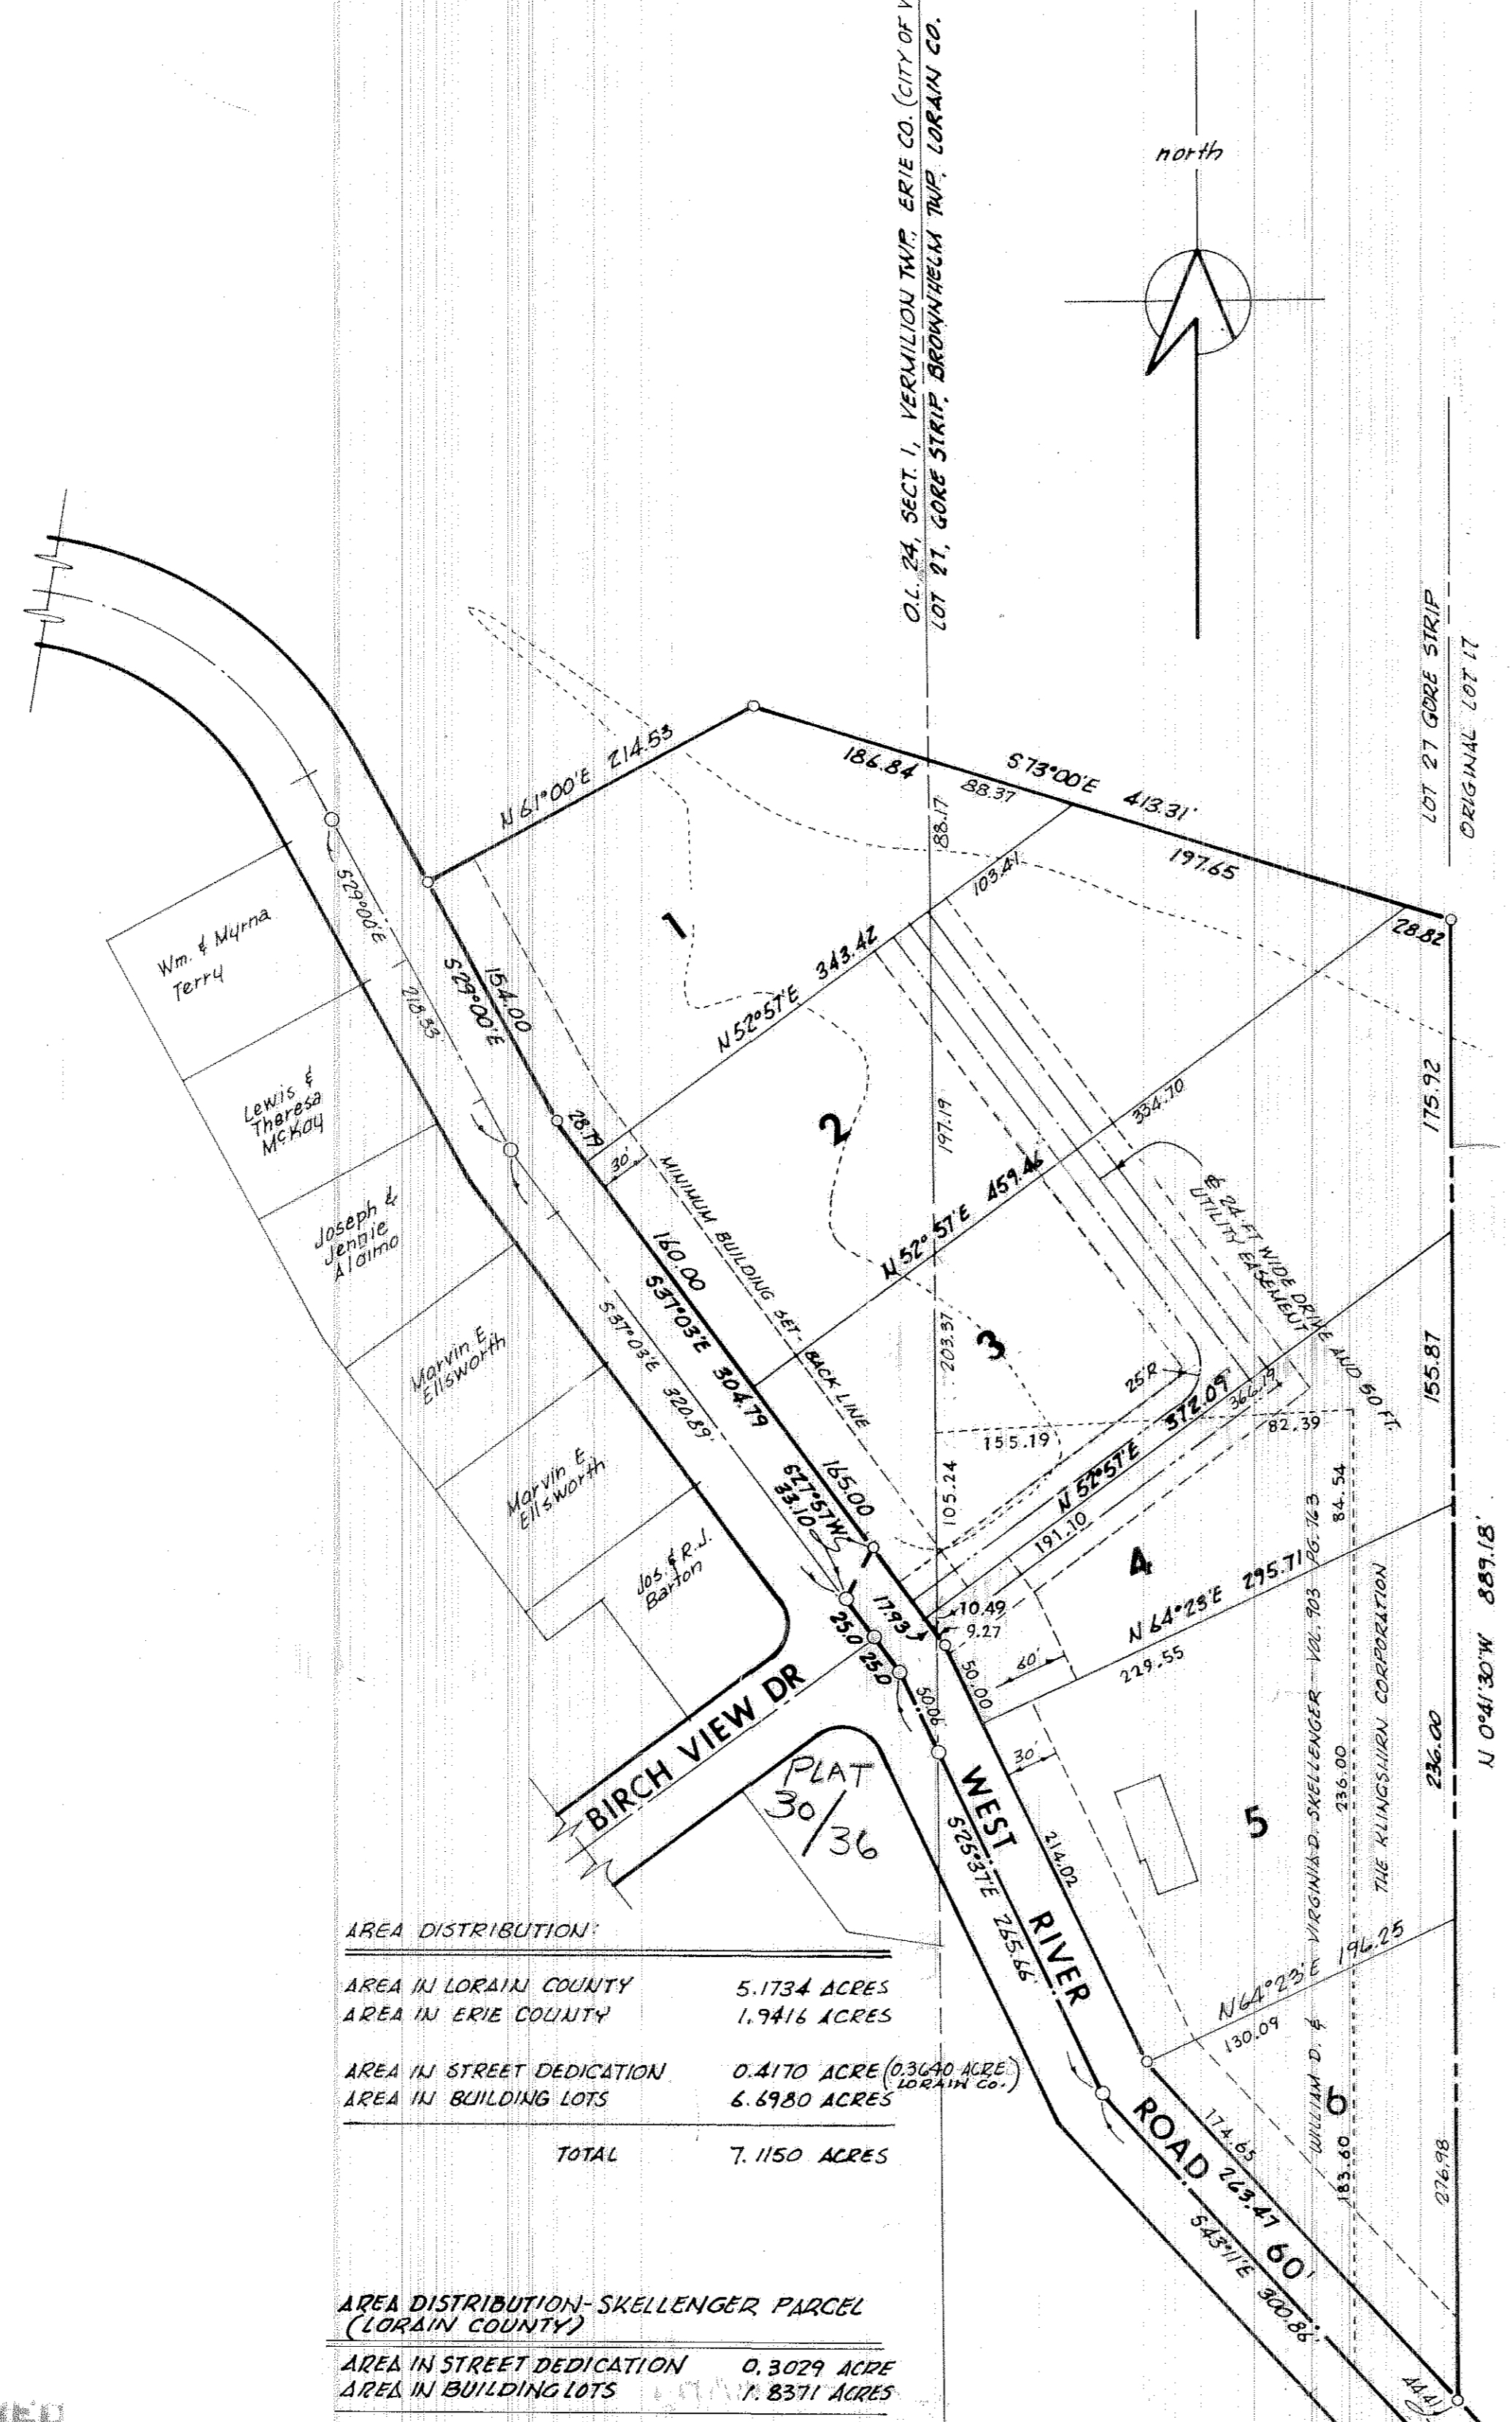 O.L. 24, SECT. 1, VERMILION TWP., ERIE CO. (CITY OF
LOT 27, GORE STRIP, BROWNHELM TWP., LORAIN CO.
north
LOT 27 GORE STRIP
ORIGINAL LOT 17
N 61°00'E 214.53
186.84
88.37
S 73°00'E 413.31'
197.65
28.82
88.17
103.41
1
N 52°57'E 343.42
S29°00'E
218.33
154.00
S29°00'E
Wm. & Myrna
Terry
Lewis &
Theresa
McKay
Joseph &
Jennie
Alaimo
Marvin E.
Ellsworth
Marvin E.
Ellsworth
Jos. & R.J.
Barton
28.79
30'
MINIMUM BUILDING SET-BACK LINE
2
197.19
N 52°57'E 459.46
334.70
175.92
& 24 FT WIDE DRIVE AND 60 FT.
UTILITY EASEMENT
160.00
S37°03'E 304.79
S37°03'E 320.89'
165.00
3
203.37
25'R
N 52°57'E 372.09'
366.19
155.19
82.39
105.24
191.10
84.54
155.87
S27°57'W
33.10
17.93
10.49
9.27
25.0
25.0
50.00
50.06
60'
4
N 64°23'E 295.71
229.55
N 0°41'30"W 889.18'
BIRCH VIEW DR
PLAT
30/36
30'
5
236.00
236.00
WILLIAM D. & VIRGINIA D. SKELLENGER - VOL. 903 PG. 763
THE KLINGSHIRN CORPORATION
WEST RIVER ROAD 60'
S25°37'E 265.66'
214.02
N 64°23'E 196.25
130.09
6
174.65
263.47
183.60
276.98
S43°11'E 300.86'
44.41
AREA DISTRIBUTION:
AREA IN LORAIN COUNTY 5.1734 ACRES
AREA IN ERIE COUNTY 1.9416 ACRES
AREA IN STREET DEDICATION 0.4170 ACRE (0.3640 ACRE LORAIN CO.)
AREA IN BUILDING LOTS 6.6980 ACRES
TOTAL 7.1150 ACRES
AREA DISTRIBUTION-SKELLENGER PARCEL
(LORAIN COUNTY)
AREA IN STREET DEDICATION 0.3029 ACRE
AREA IN BUILDING LOTS 1.8371 ACRES